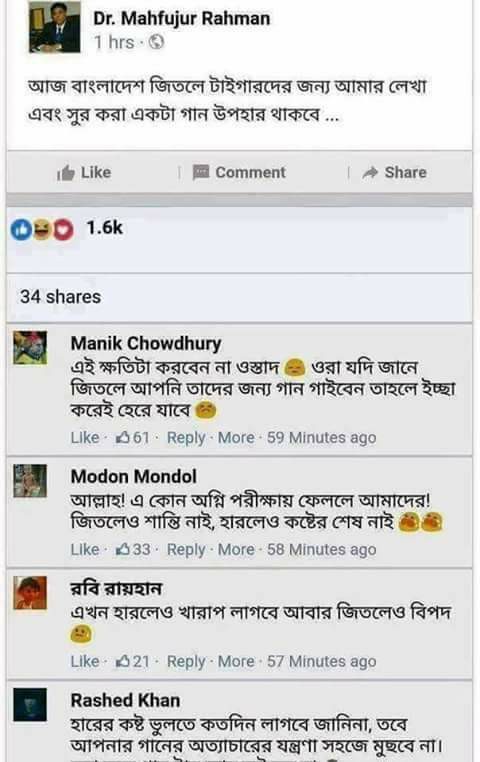 Dr. Mahfujur Rahman
1 hrs ·
আজ বাংলাদেশ জিতলে টাইগারদের জন্য আমার লেখা
এবং সুর করা একটা গান উপহার থাকবে ...
Like Comment Share
1.6k
34 shares
Manik Chowdhury
এই ক্ষতিটা করবেন না ওস্তাদ 😔 ওরা যদি জানে
জিতলে আপনি তাদের জন্য গান গাইবেন তাহলে ইচ্ছা
করেই হেরে যাবে 😣
Like · 61 · Reply · More · 59 Minutes ago
Modon Mondol
আল্লাহ! এ কোন অগ্নি পরীক্ষায় ফেললে আমাদের!
জিতলেও শান্তি নাই, হারলেও কষ্টের শেষ নাই 😭😭
Like · 33 · Reply · More · 58 Minutes ago
রবি রায়হান
এখন হারলেও খারাপ লাগবে আবার জিতলেও বিপদ
Like · 21 · Reply · More · 57 Minutes ago
Rashed Khan
হারের কষ্ট ভুলতে কতদিন লাগবে জানিনা, তবে
আপনার গানের অত্যাচারের যন্ত্রণা সহজে মুছবে না।